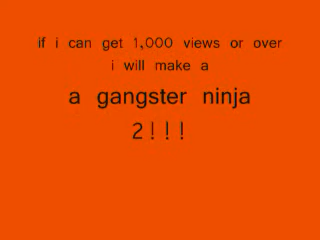 if i can get 1,000 views or over
i will make a
a gangster ninja
2!!!